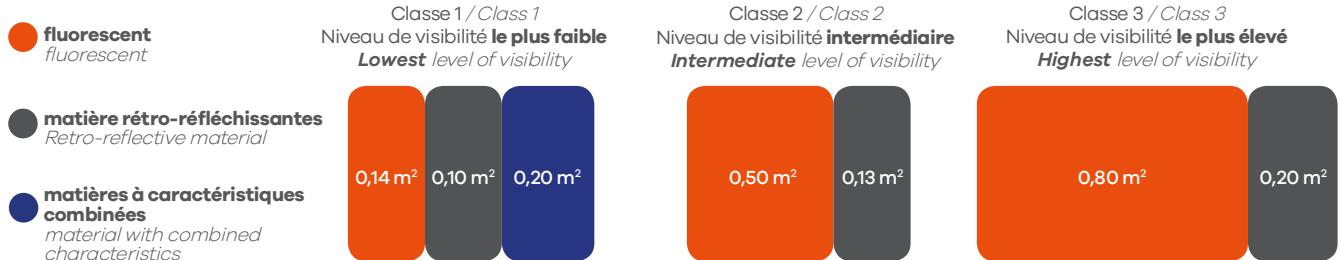 fluorescent
fluorescent
matière rétro-réfléchissantes
Retro-reflective material
matières à caractéristiques
combinées
material with combined
characteristics
Classe 1 / Class 1
Niveau de visibilité le plus faible
Lowest level of visibility
0,14 m²
0,10 m²
0,20 m²
Classe 2 / Class 2
Niveau de visibilité intermédiaire
Intermediate level of visibility
0,50 m²
0,13 m²
Classe 3 / Class 3
Niveau de visibilité le plus élevé
Highest level of visibility
0,80 m²
0,20 m²